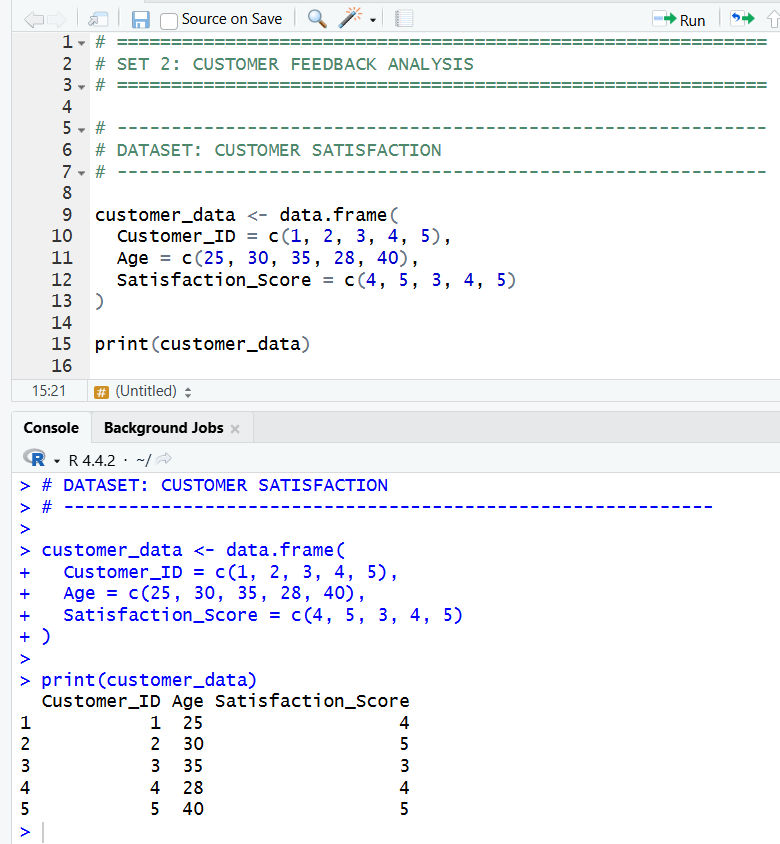 Source on Save
Run
1 # ============================================================
2 # SET 2: CUSTOMER FEEDBACK ANALYSIS
3 # ============================================================
4
5 # ------------------------------------------------------------
6 # DATASET: CUSTOMER SATISFACTION
7 # ------------------------------------------------------------
8
9 customer_data <- data.frame(
10   Customer_ID = c(1, 2, 3, 4, 5),
11   Age = c(25, 30, 35, 28, 40),
12   Satisfaction_Score = c(4, 5, 3, 4, 5)
13 )
14
15 print(customer_data)
16
15:21 # (Untitled)
Console Background Jobs
R R 4.4.2 · ~/
> # DATASET: CUSTOMER SATISFACTION
> # ------------------------------------------------------------
>
> customer_data <- data.frame(
+   Customer_ID = c(1, 2, 3, 4, 5),
+   Age = c(25, 30, 35, 28, 40),
+   Satisfaction_Score = c(4, 5, 3, 4, 5)
+ )
>
> print(customer_data)
  Customer_ID Age Satisfaction_Score
1           1  25                  4
2           2  30                  5
3           3  35                  3
4           4  28                  4
5           5  40                  5
>